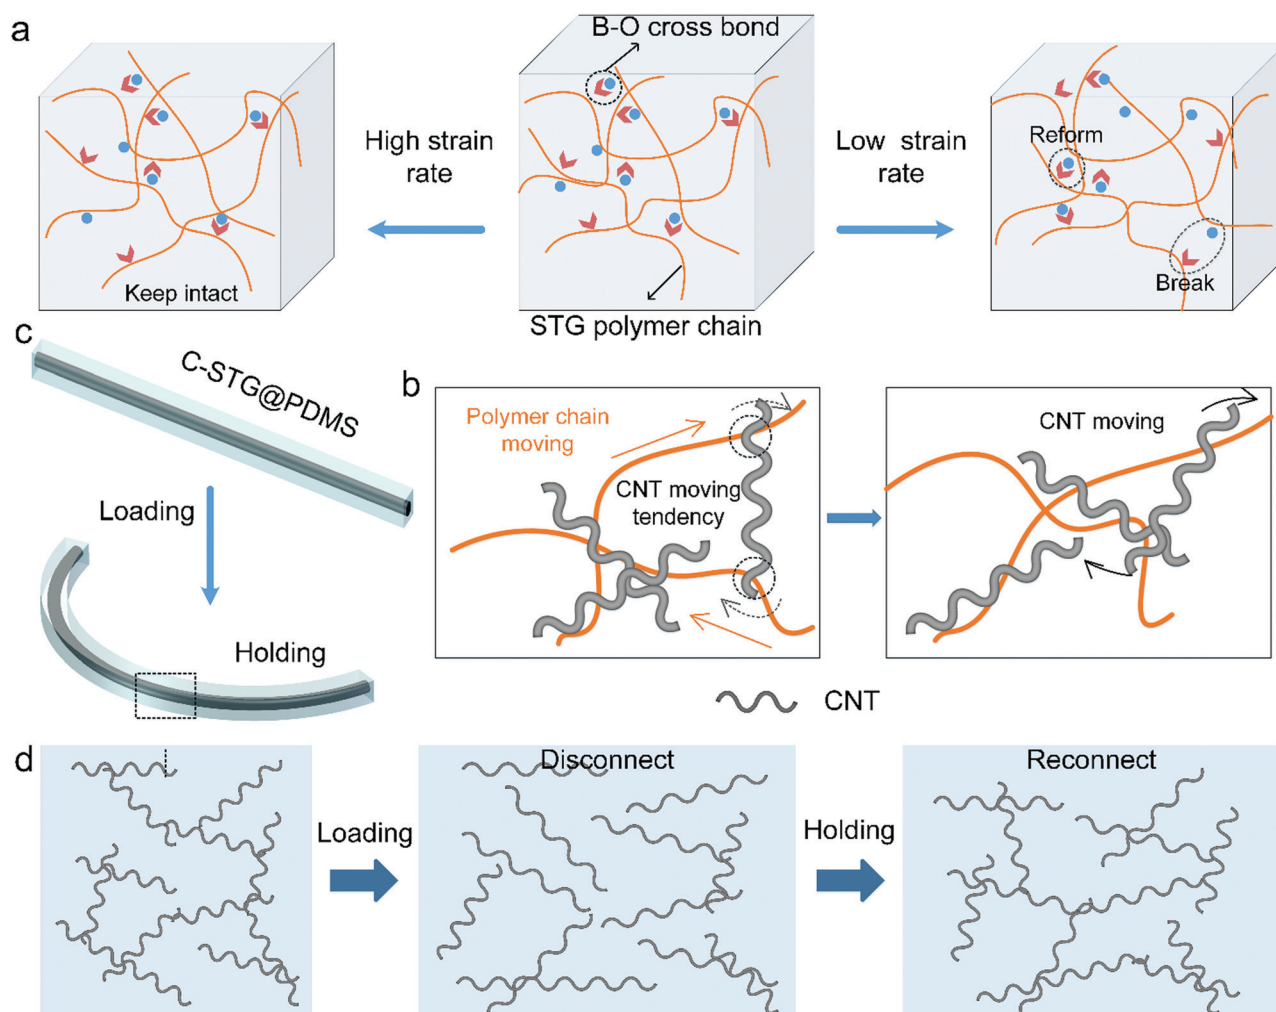 a
B-O cross bond
High strain
rate
Low strain
rate
Reform
Break
Keep intact
STG polymer chain
c
C-STG@PDMS
Loading
Holding
b
Polymer chain
moving
CNT moving
tendency
CNT moving
CNT
d
Disconnect
Reconnect
Loading
Holding